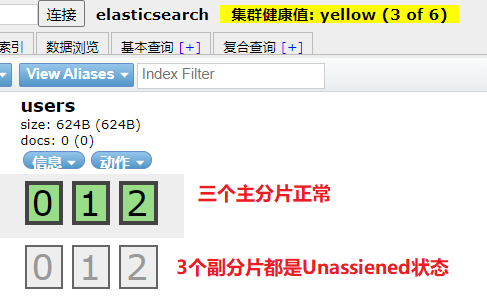 连接 elasticsearch 集群健康值: yellow (3 of 6)
索引 数据浏览 基本查询 [+] 复合查询 [+]
View Aliases Index Filter
users
size: 624B (624B)
docs: 0 (0)
信息 动作
0 1 2 三个主分片正常
0 1 2 3个副分片都是Unassiened状态